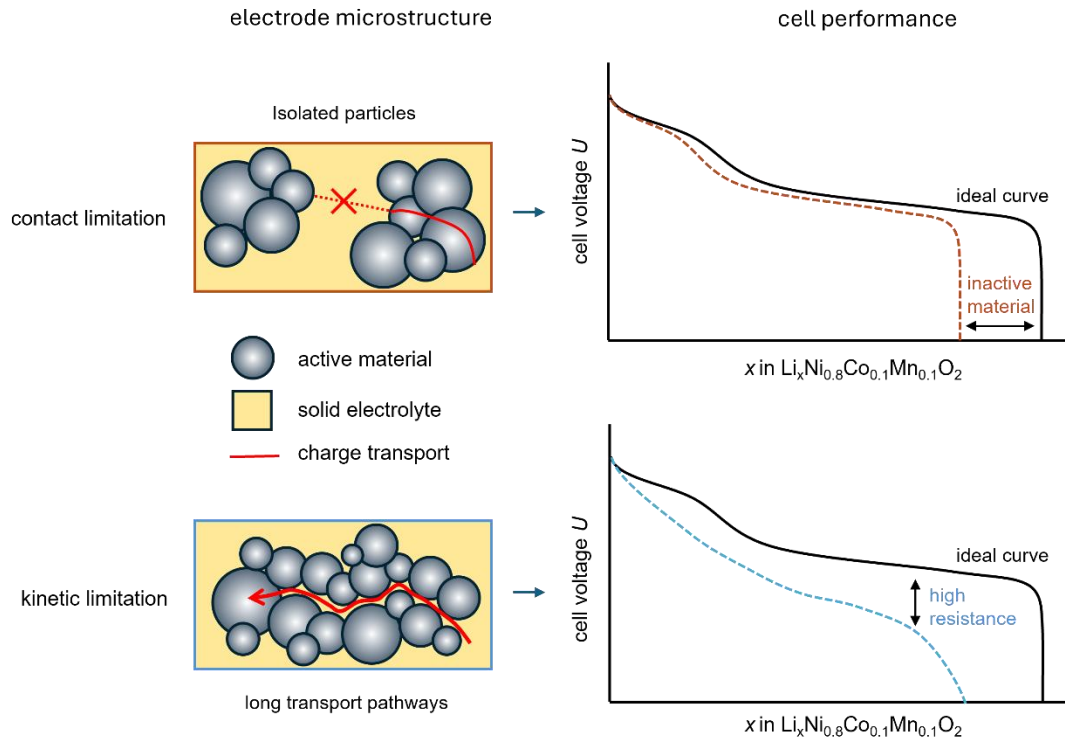 electrode microstructure
cell performance
Isolated particles
contact limitation
cell voltage U
ideal curve
inactive
material
x in LiₓNi₀.₈Co₀.₁Mn₀.₁O₂
active material
solid electrolyte
charge transport
kinetic limitation
long transport pathways
cell voltage U
ideal curve
high
resistance
x in LiₓNi₀.₈Co₀.₁Mn₀.₁O₂